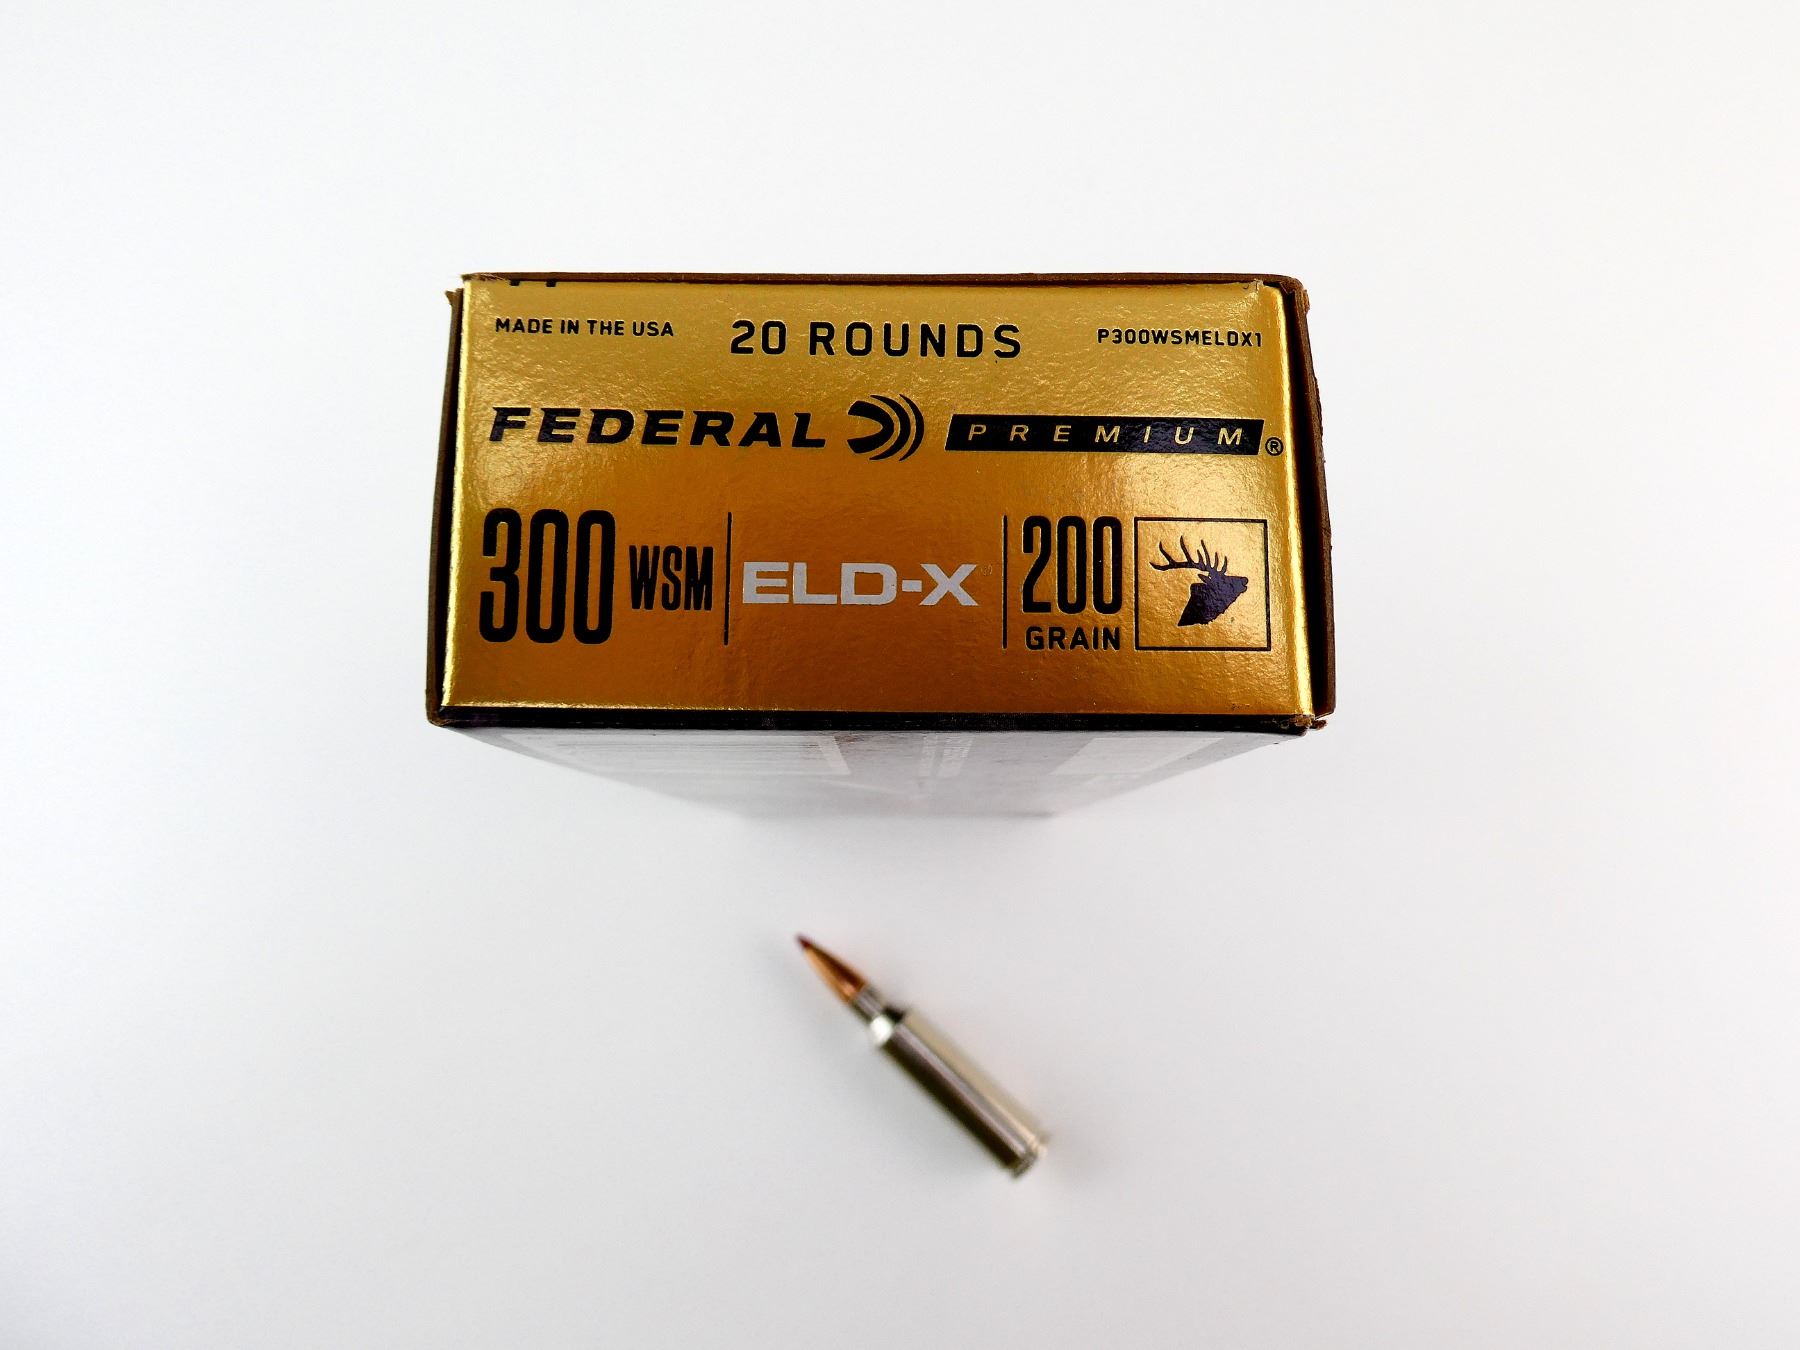 MADE IN THE USA 20 ROUNDS P300WSMELDX1
FEDERAL PREMIUM®
300 WSM ELD-X® 200
GRAIN